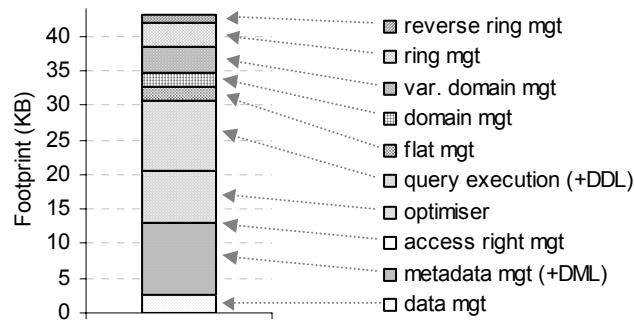 Footprint (KB)
40
35
30
25
20
15
10
5
0
reverse ring mgt
ring mgt
var. domain mgt
domain mgt
flat mgt
query execution (+DDL)
optimiser
access right mgt
metadata mgt (+DML)
data mgt